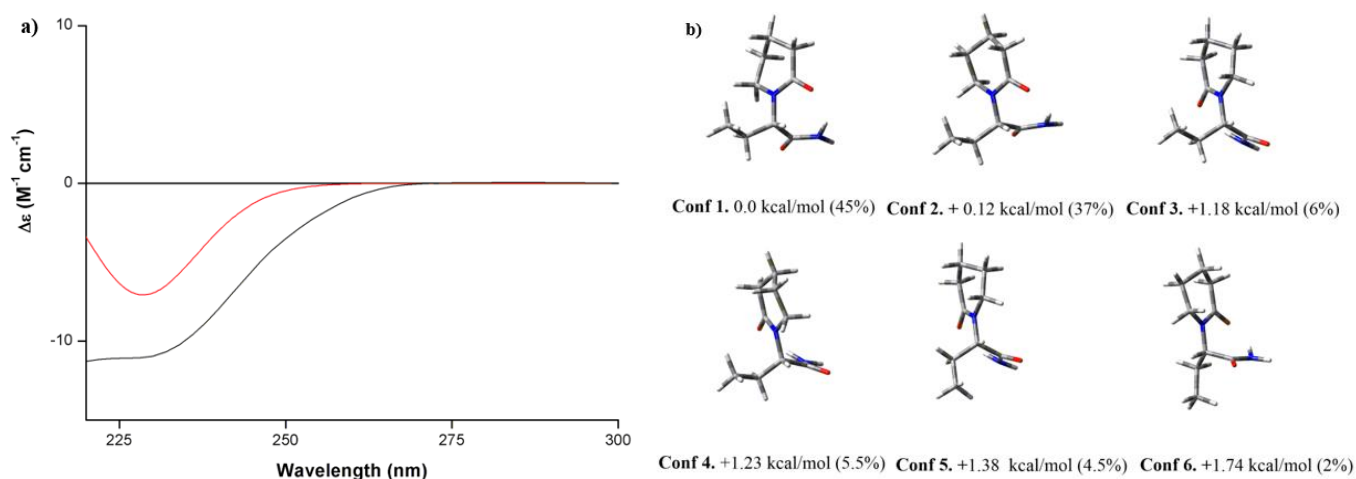 a)
10
0
-10
Δε (M⁻¹ cm⁻¹)
225
250
275
300
Wavelength (nm)
b)
Conf 1. 0.0 kcal/mol (45%)
Conf 2. + 0.12 kcal/mol (37%)
Conf 3. +1.18 kcal/mol (6%)
Conf 4. +1.23 kcal/mol (5.5%)
Conf 5. +1.38 kcal/mol (4.5%)
Conf 6. +1.74 kcal/mol (2%)